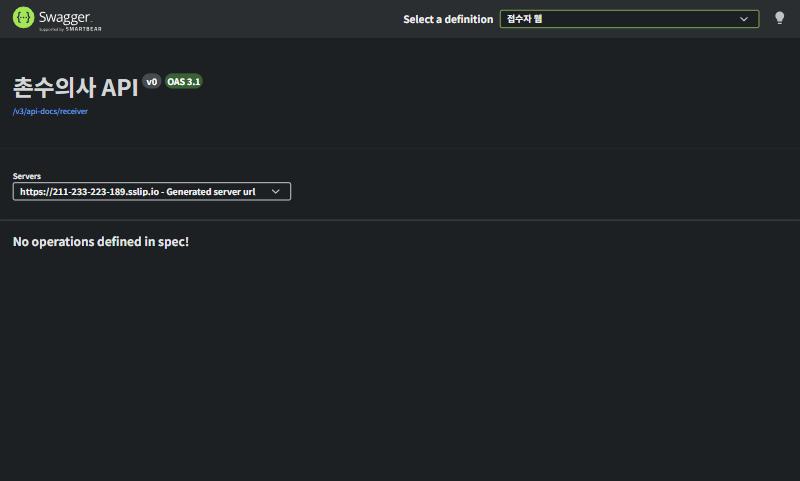 Swagger.
Supported by SMARTBEAR
Select a definition
접수자 웹
촌수의사 API v0 OAS 3.1
/v3/api-docs/receiver
Servers
https://211-233-223-189.sslip.io - Generated server url
No operations defined in spec!